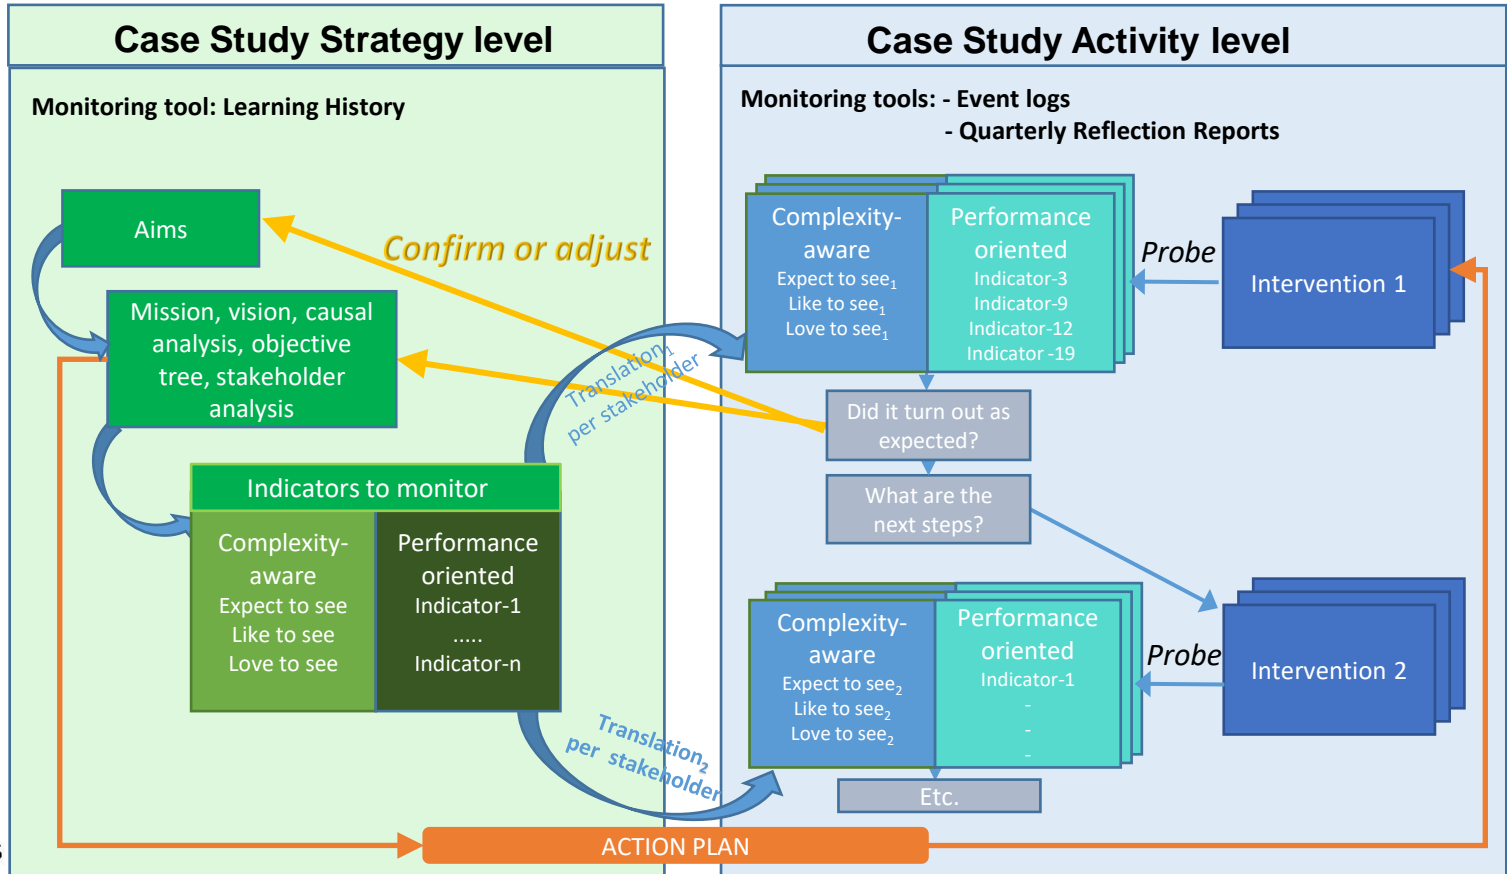 Case Study Strategy level
Monitoring tool: Learning History
Aims
Mission, vision, causal
analysis, objective
tree, stakeholder
analysis
Indicators to monitor
Complexity-
aware
Expect to see
Like to see
Love to see
Performance
oriented
Indicator-1
.....
Indicator-n
Confirm or adjust
Translation1
per stakeholder
Translation2
per stakeholder
Case Study Activity level
Monitoring tools: - Event logs
- Quarterly Reflection Reports
Complexity-
aware
Expect to see1
Like to see1
Love to see1
Performance
oriented
Indicator-3
Indicator-9
Indicator-12
Indicator -19
Probe
Intervention 1
Did it turn out as
expected?
What are the
next steps?
Complexity-
aware
Expect to see2
Like to see2
Love to see2
Performance
oriented
Indicator-1
-
-
-
Probe
Intervention 2
Etc.
ACTION PLAN
s